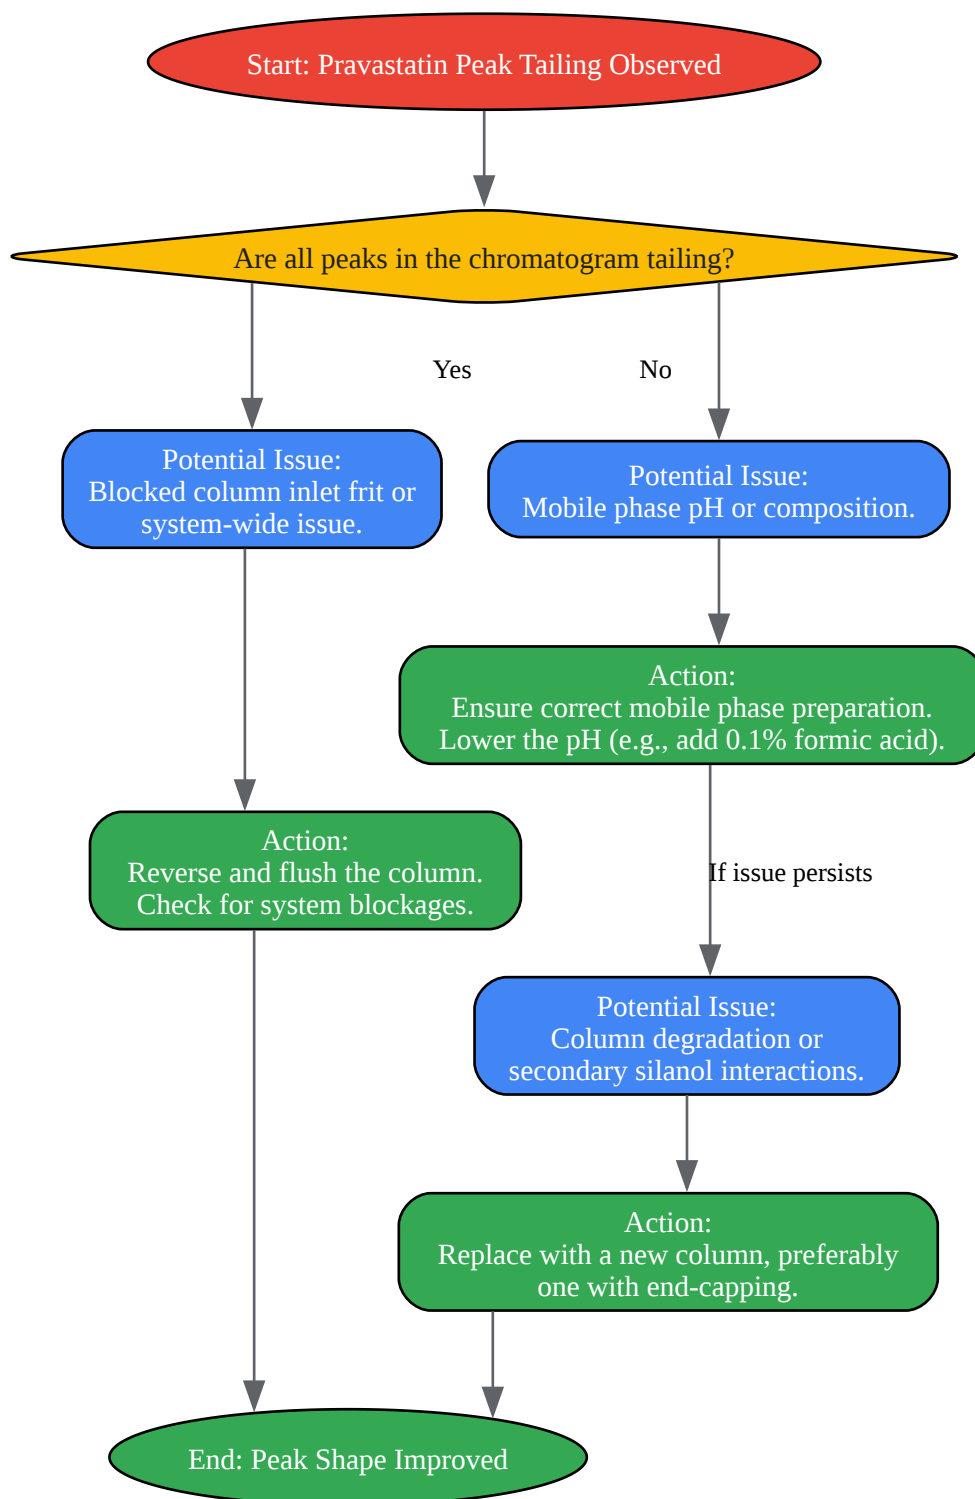 Start: Pravastatin Peak Tailing Observed
Are all peaks in the chromatogram tailing?
Yes
No
Potential Issue:
Blocked column inlet frit or
system-wide issue.
Potential Issue:
Mobile phase pH or composition.
Action:
Ensure correct mobile phase preparation.
Lower the pH (e.g., add 0.1% formic acid).
Action:
Reverse and flush the column.
Check for system blockages.
If issue persists
Potential Issue:
Column degradation or
secondary silanol interactions.
Action:
Replace with a new column, preferably
one with end-capping.
End: Peak Shape Improved